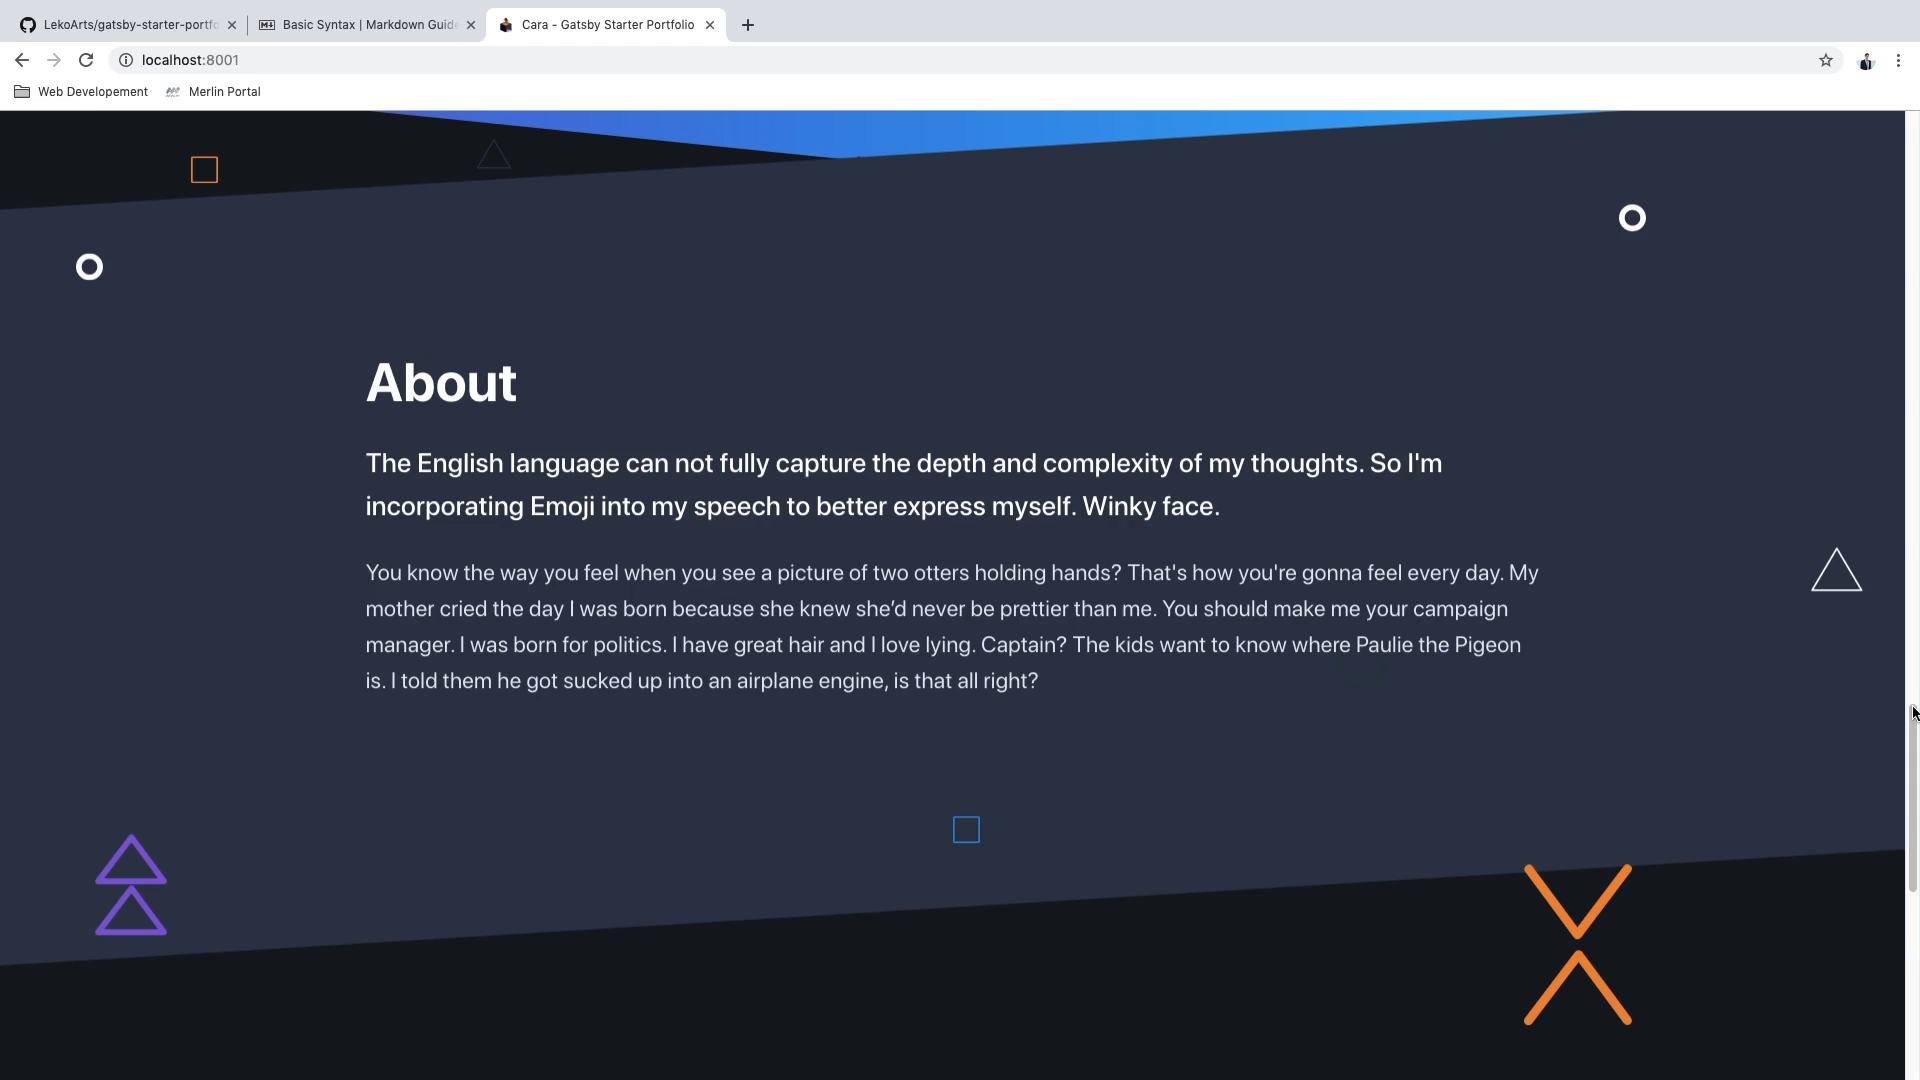 LekoArts/gatsby-starter-portfo
Basic Syntax | Markdown Guide
Cara - Gatsby Starter Portfolio
localhost:8001
Web Developement
Merlin Portal
About
The English language can not fully capture the depth and complexity of my thoughts. So I'm
incorporating Emoji into my speech to better express myself. Winky face.
You know the way you feel when you see a picture of two otters holding hands? That's how you're gonna feel every day. My
mother cried the day I was born because she knew she’d never be prettier than me. You should make me your campaign
manager. I was born for politics. I have great hair and I love lying. Captain? The kids want to know where Paulie the Pigeon
is. I told them he got sucked up into an airplane engine, is that all right?